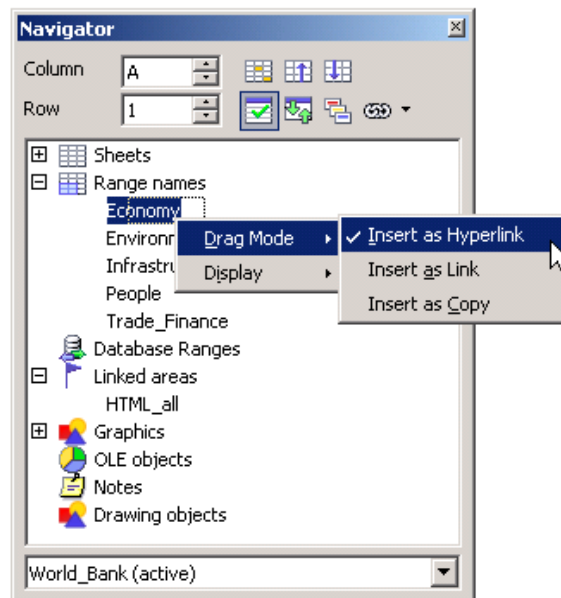 Navigator
Column A
Row 1
Sheets
Range names
Economy
Drag Mode
Insert as Hyperlink
Display
Insert as Link
Insert as Copy
People
Trade_Finance
Database Ranges
Linked areas
HTML_all
Graphics
OLE objects
Notes
Drawing objects
World_Bank (active)